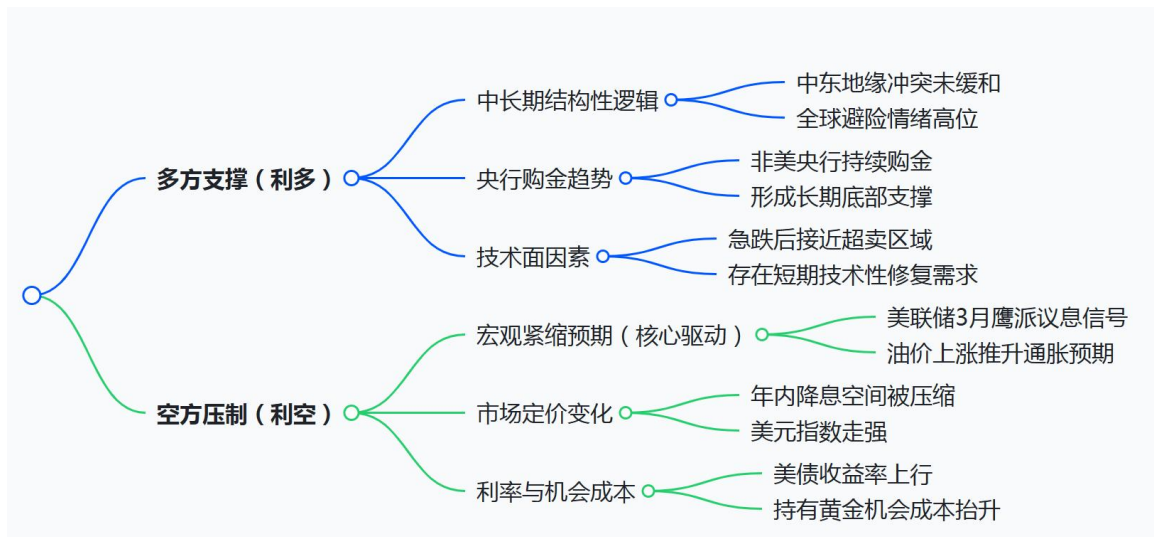 多方支撑（利多）
中长期结构性逻辑
中东地缘冲突未缓和
全球避险情绪高位
央行购金趋势
非美央行持续购金
形成长期底部支撑
技术面因素
急跌后接近超卖区域
存在短期技术性修复需求
空方压制（利空）
宏观紧缩预期（核心驱动）
美联储3月鹰派议息信号
油价上涨推升通胀预期
市场定价变化
年内降息空间被压缩
美元指数走强
利率与机会成本
美债收益率上行
持有黄金机会成本抬升